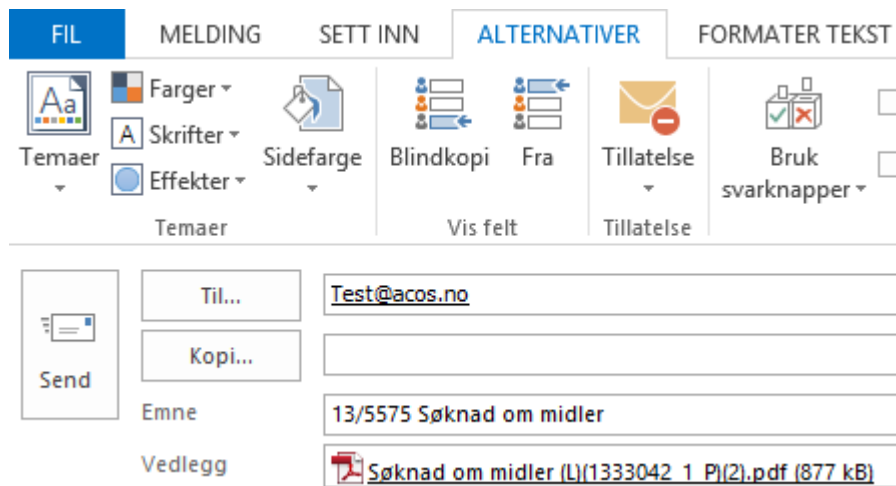 FIL MELDING SETT INN ALTERNATIVER FORMATER TEKST
Aa Farger
A Skrifter
Temaer Sidefarge Blindkopi Fra Tillatelse Bruk
Effekter svarknapper
Temaer Vis felt Tillatelse
Til... Test@acos.no
Kopi...
Send
Emne 13/5575 Søknad om midler
Vedlegg Søknad om midler (L)(1333042_1_P)(2).pdf (877 kB)